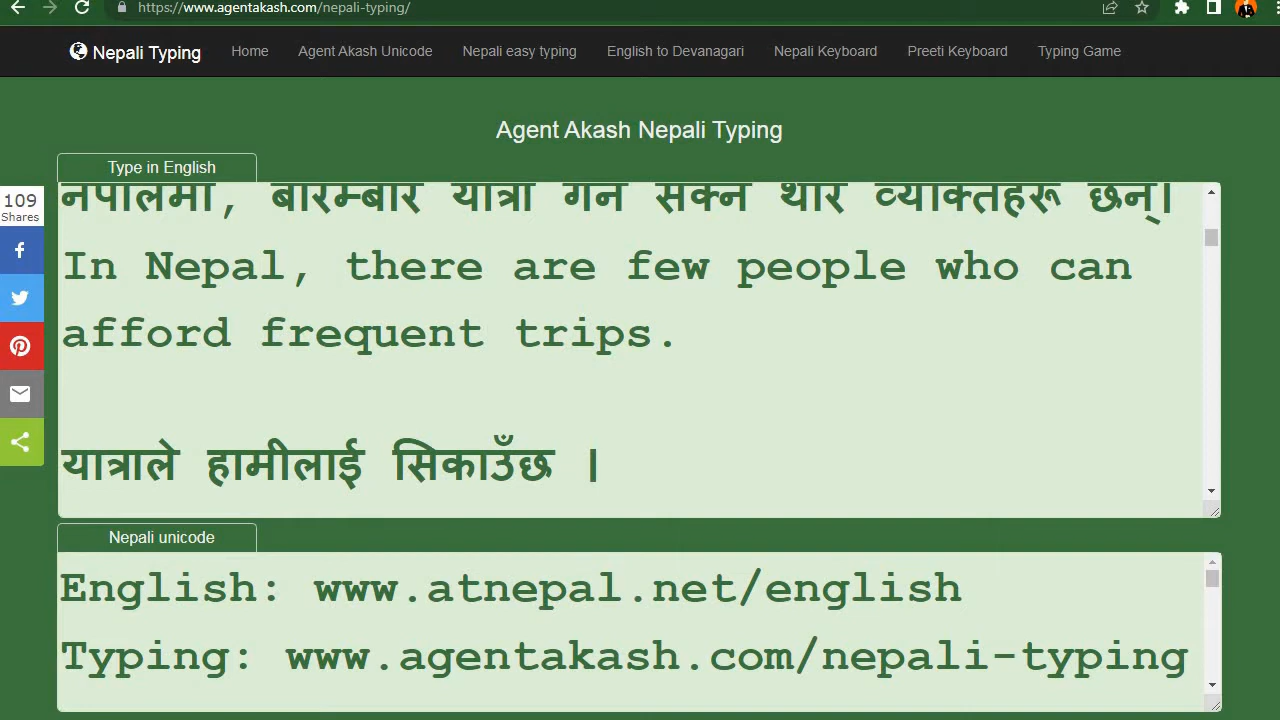 https://www.agentakash.com/nepali-typing/
Nepali Typing Home Agent Akash Unicode Nepali easy typing English to Devanagari Nepali Keyboard Preeti Keyboard Typing Game
Agent Akash Nepali Typing
Type in English
109
Shares
नेपालमा, बारम्बार यात्रा गर्न सक्ने थोरै व्यक्तिहरू छन्।
In Nepal, there are few people who can
afford frequent trips.
यात्राले हामीलाई सिकाउँछ ।
Nepali unicode
English: www.atnepal.net/english
Typing: www.agentakash.com/nepali-typing